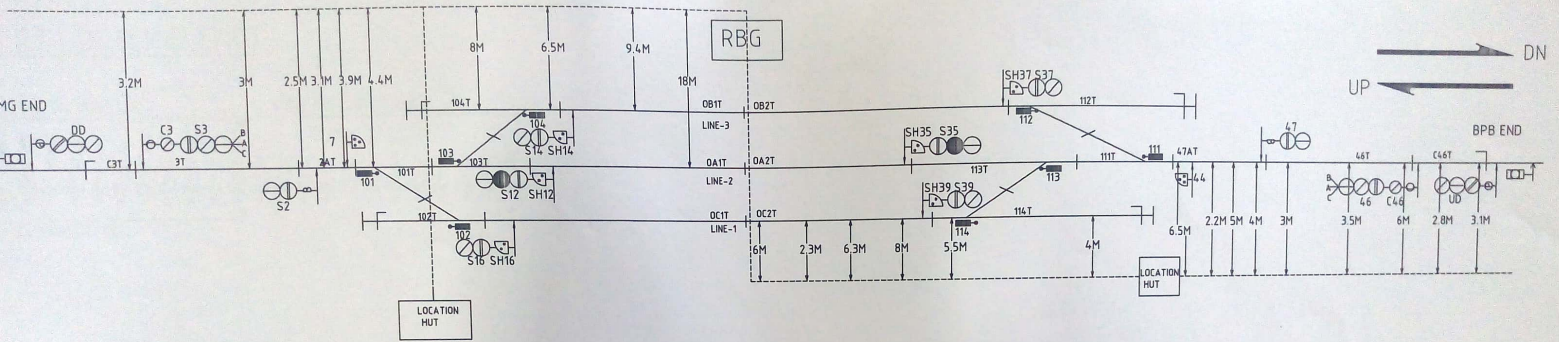 RBG
DN
UP
MG END
BPB END
3.2M
3M
2.5M
3.1M
3.9M
4.4M
8M
6.5M
9.4M
18M
DD
C3
S3
B
A
C
7
104T
104
S14
SH14
OB1T
OB2T
LINE-3
SH37
S37
112T
112
47
C3T
3T
2AT
101
101T
103
103T
S12
SH12
OA1T
OA2T
LINE-2
SH35
S35
113T
113
111T
111
47AT
44
46T
C46T
S2
102T
102
S16
SH16
OC1T
OC2T
LINE-1
SH39
S39
114T
114
B
A
C
46
C46
UD
6M
2.3M
6.3M
8M
5.5M
4M
6.5M
2.2M
5M
4M
3M
3.5M
6M
2.8M
3.1M
LOCATION
HUT
LOCATION
HUT